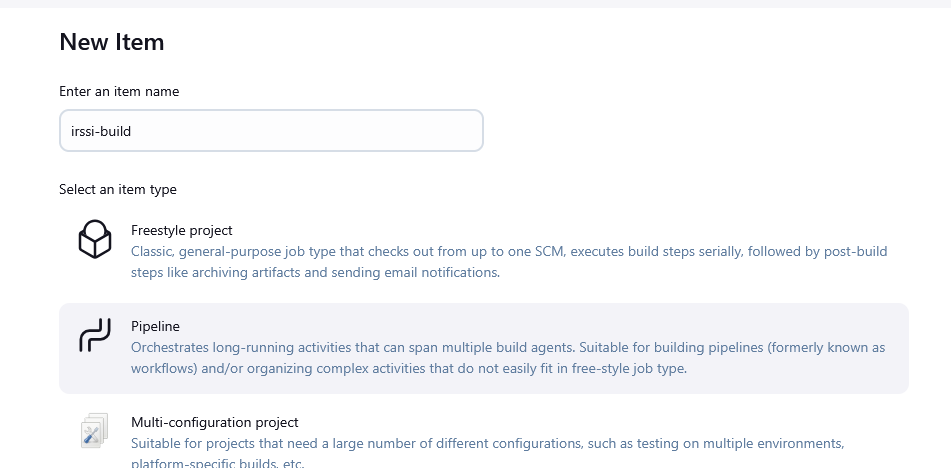 New Item
Enter an item name
irssi-build
Select an item type
Freestyle project
Classic, general-purpose job type that checks out from up to one SCM, executes build steps serially, followed by post-build
steps like archiving artifacts and sending email notifications.
Pipeline
Orchestrates long-running activities that can span multiple build agents. Suitable for building pipelines (formerly known as
workflows) and/or organizing complex activities that do not easily fit in free-style job type.
Multi-configuration project
Suitable for projects that need a large number of different configurations, such as testing on multiple environments,
platform-specific builds, etc.